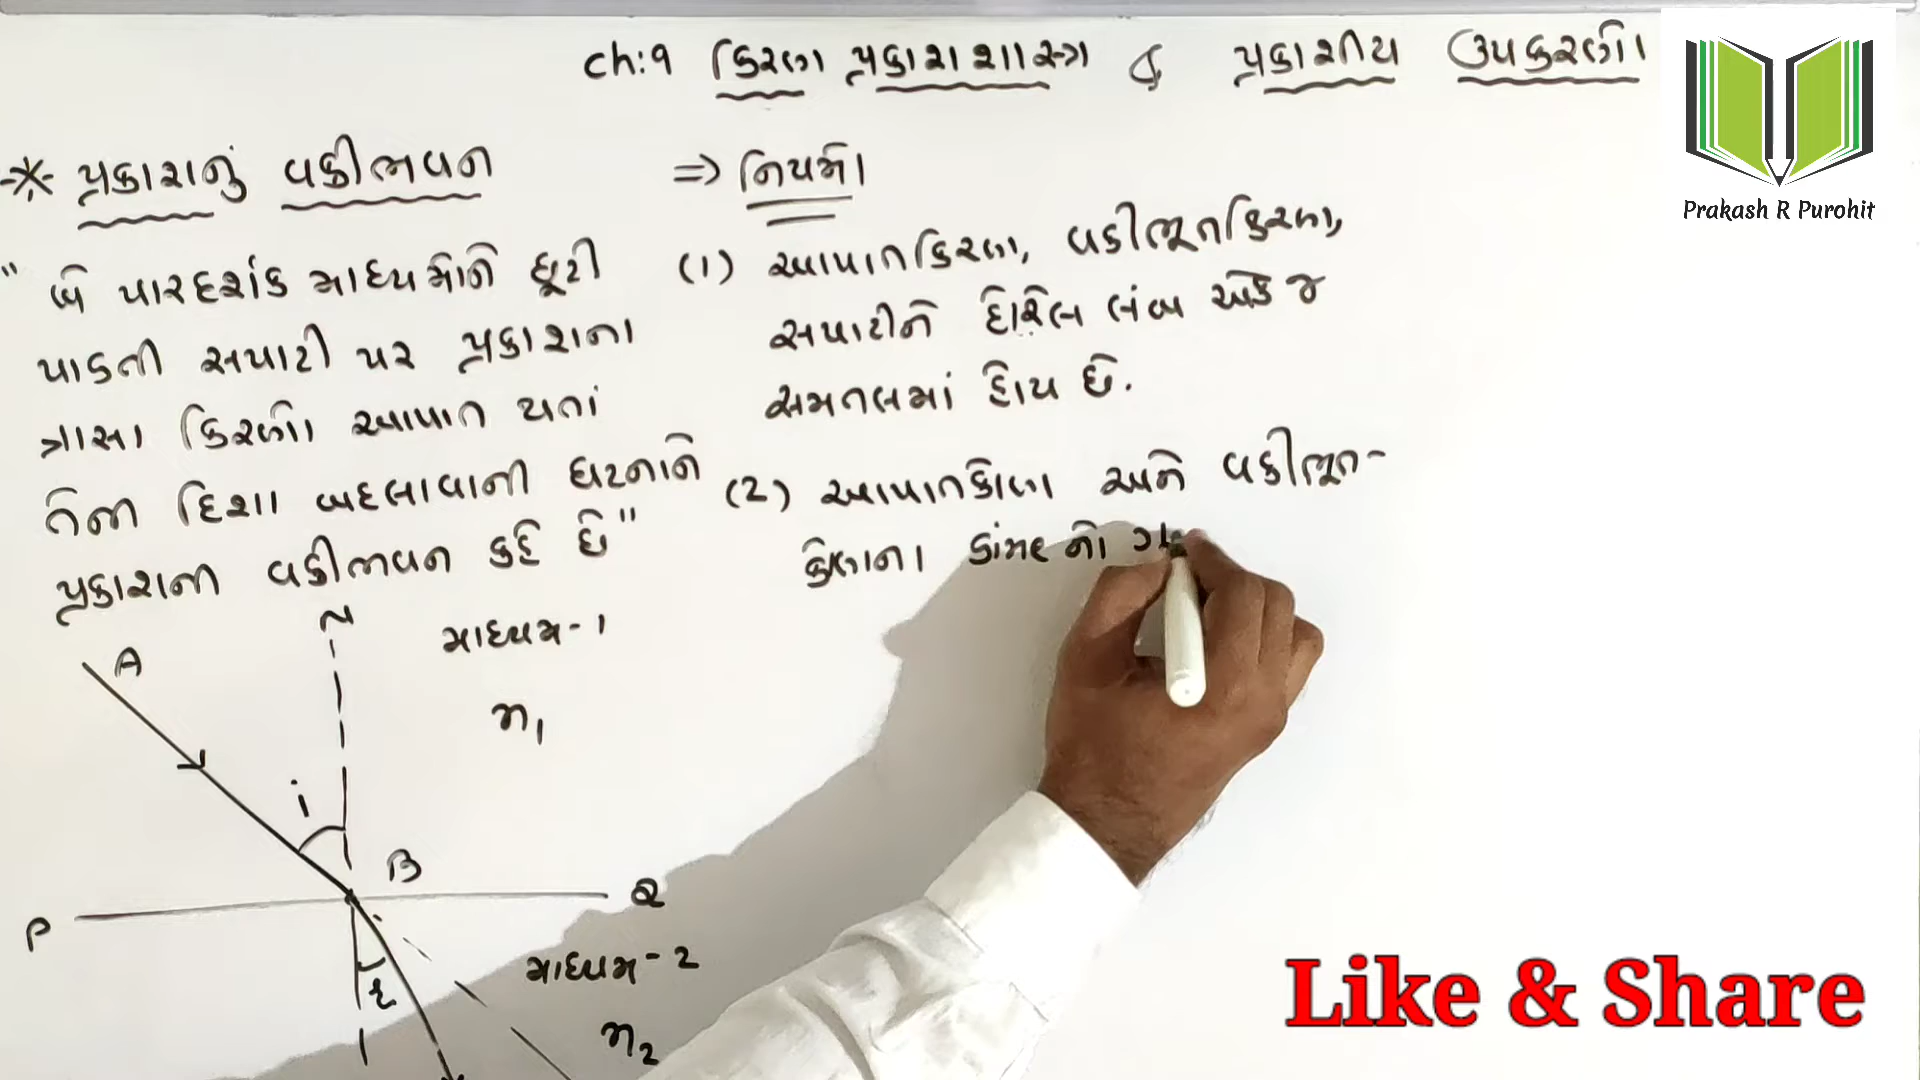 ch:9 કિરણ પ્રકાશશાસ્ત્ર & પ્રકાશીય ઉપકરણો
Prakash R Purohit
* પ્રકાશનું વક્રીભવન
" બે પારદર્શક માધ્યમોને છૂટી
પાડતી સપાટી પર પ્રકાશના
ત્રાંસા કિરણો આપાત થતાં
તેની દિશા બદલાવાની ઘટનાને
પ્રકાશનું વક્રીભવન કહે છે "
⇒ નિયમો
(1) આપાતકિરણ, વક્રીભૂતકિરણ,
સપાટીને દોરેલ લંબ એક જ
સમતલમાં હોય છે.
(2) આપાતકોણ અને વક્રીભૂત-
કોણના
N
માધ્યમ-1
A
n1
i
B
P
Q
માધ્યમ-2
r
n2
Like & Share